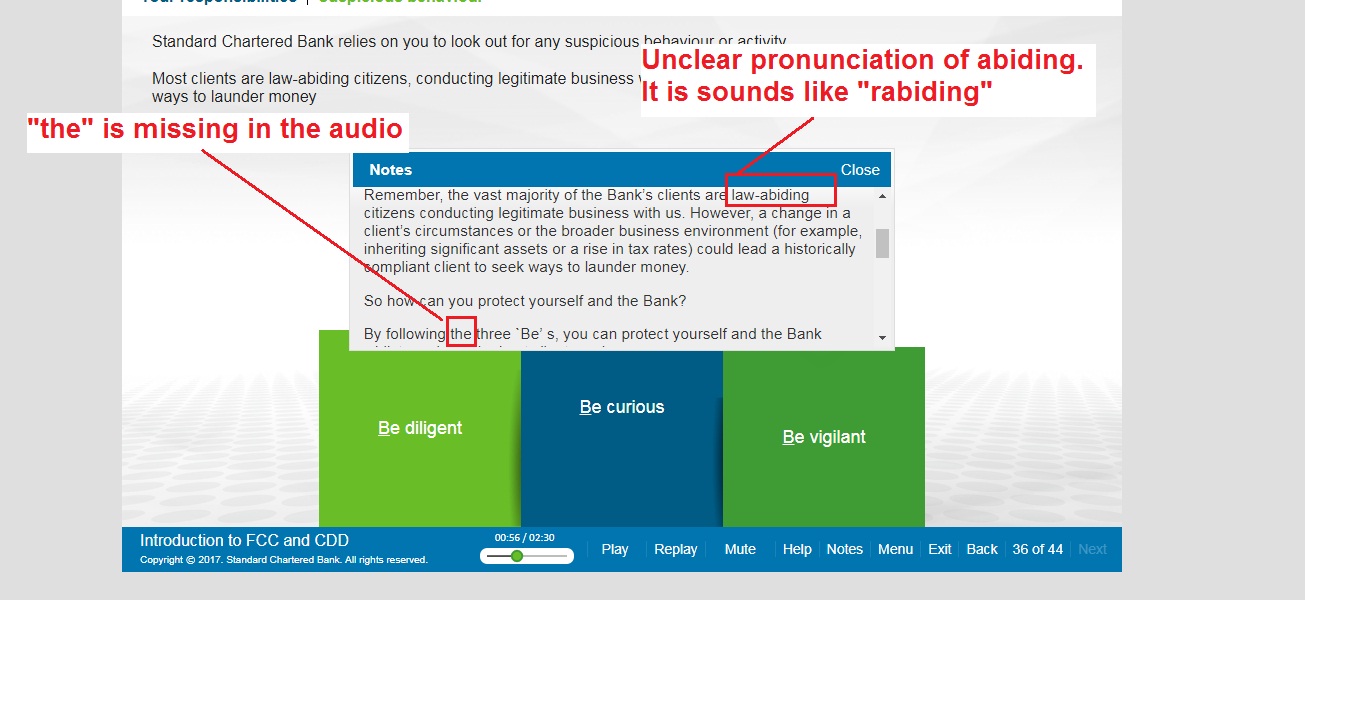 Your responsibilities | Suspicious behaviour
Standard Chartered Bank relies on you to look out for any suspicious behaviour or activity
Most clients are law-abiding citizens, conducting legitimate business
ways to launder money
Unclear pronunciation of abiding.
It is sounds like "rabiding"
"the" is missing in the audio
Notes
Close
Remember, the vast majority of the Bank's clients are law-abiding
citizens conducting legitimate business with us. However, a change in a
client's circumstances or the broader business environment (for example,
inheriting significant assets or a rise in tax rates) could lead a historically
compliant client to seek ways to launder money.
So how can you protect yourself and the Bank?
By following the three `Be' s, you can protect yourself and the Bank
Be diligent
Be curious
Be vigilant
Introduction to FCC and CDD
Copyright © 2017. Standard Chartered Bank. All rights reserved.
00:56 / 02:30
Play
Replay
Mute
Help
Notes
Menu
Exit
Back
36 of 44
Next